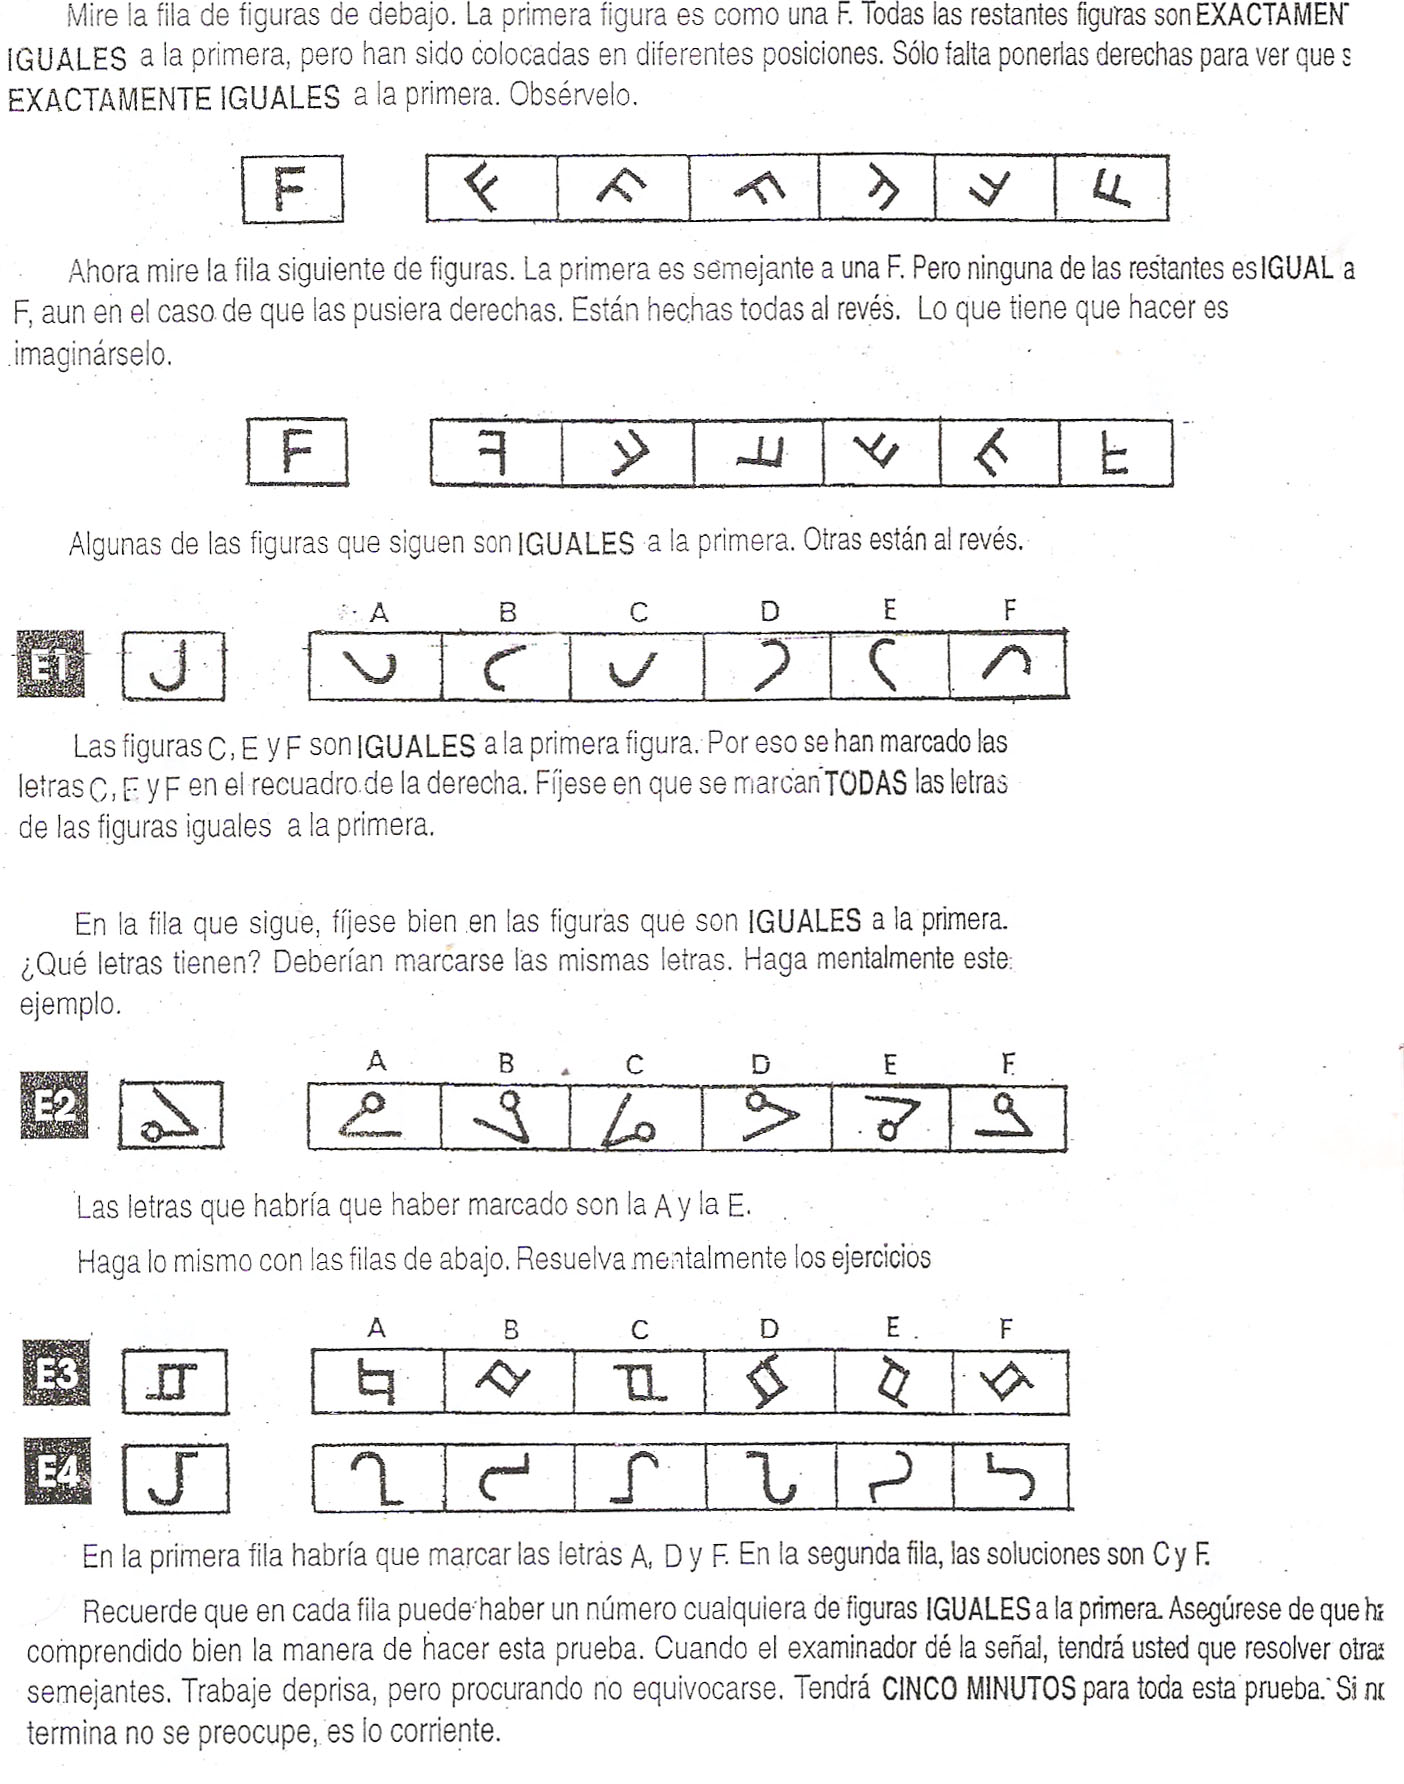 Mire la fila de figuras de debajo. La primera figura es como una F. Todas las restantes figuras son EXACTAMEN
IGUALES a la primera, pero han sido colocadas en diferentes posiciones. Sólo falta ponerlas derechas para ver que s
EXACTAMENTE IGUALES a la primera. Obsérvelo.
Ahora mire la fila siguiente de figuras. La primera es semejante a una F. Pero ninguna de las restantes es IGUAL a
F, aun en el caso de que las pusiera derechas. Están hechas todas al revés. Lo que tiene que hacer es
imaginárselo.
Algunas de las figuras que siguen son IGUALES a la primera. Otras están al revés.
A B C D E F
E1
Las figuras C, E y F son IGUALES a la primera figura. Por eso se han marcado las
letras C, E y F en el recuadro de la derecha. Fíjese en que se marcan TODAS las letras
de las figuras iguales a la primera.
En la fila que sigue, fíjese bien en las figuras que son IGUALES a la primera.
¿Qué letras tienen? Deberían marcarse las mismas letras. Haga mentalmente este
ejemplo.
A B C D E F
E2
Las letras que habría que haber marcado son la A y la E.
Haga lo mismo con las filas de abajo. Resuelva mentalmente los ejercicios
A B C D E F
E3
E4
En la primera fila habría que marcar las letras A, D y F. En la segunda fila, las soluciones son C y F.
Recuerde que en cada fila puede haber un número cualquiera de figuras IGUALES a la primera. Asegúrese de que ha
comprendido bien la manera de hacer esta prueba. Cuando el examinador dé la señal, tendrá usted que resolver otras
semejantes. Trabaje deprisa, pero procurando no equivocarse. Tendrá CINCO MINUTOS para toda esta prueba. Si no
termina no se preocupe, es lo corriente.